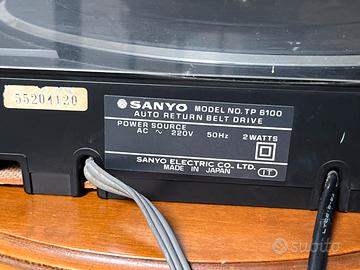 55204120
SANYO MODEL NO. TP 6100
AUTO RETURN BELT DRIVE
POWER SOURCE
AC ~ 220V 50Hz 2WATTS
SANYO ELECTRIC CO., LTD.
MADE IN JAPAN
IT
subito